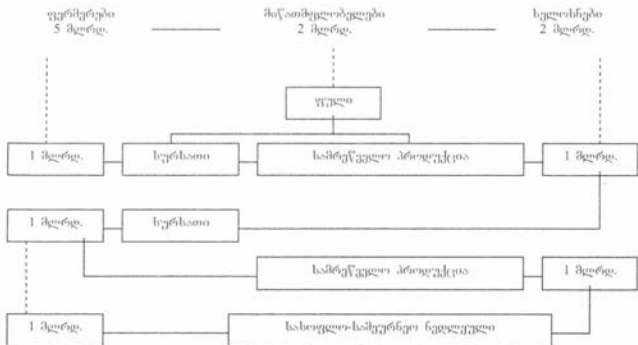 ფერმერები მიწათმფლობელები ხელოსნები
5 მლრდ. 2 მლრდ. 2 მლრდ.
ფული
1 მლრდ. სურსათი სამრეწველო პროდუქცია 1 მლრდ.
1 მლრდ. სურსათი
სამრეწველო პროდუქცია 1 მლრდ.
1 მლრდ. სასოფლო-სამეურნეო ნედლეული